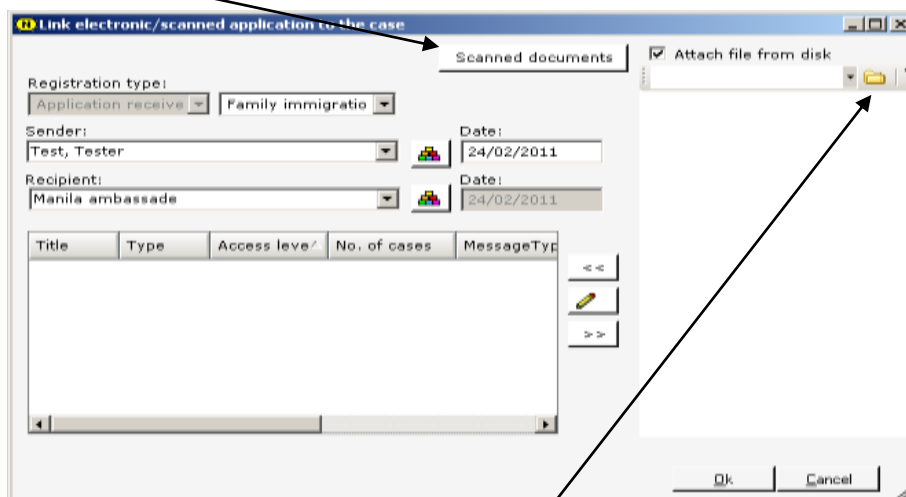 Link electronic/scanned application to the case
Scanned documents
Attach file from disk
Registration type:
Application receive
Family immigratio
Sender:
Date:
Test, Tester
24/02/2011
Recipient:
Date:
Manila ambassade
24/02/2011
Title Type Access leve No. of cases MessageTyp
<<
>>
Ok Cancel